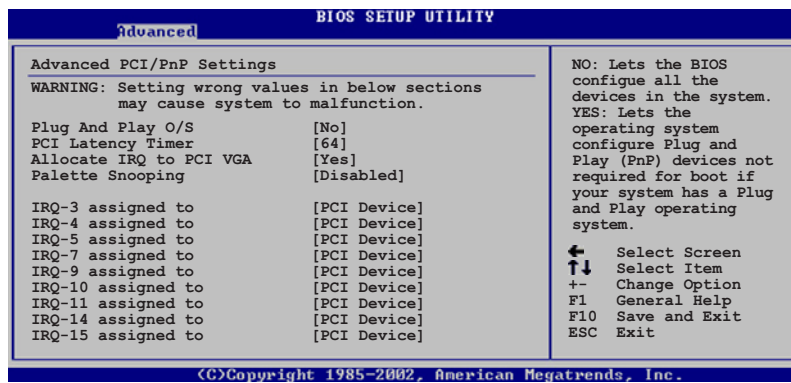 BIOS SETUP UTILITY
Advanced
Advanced PCI/PnP Settings
WARNING: Setting wrong values in below sections
may cause system to malfunction.
Plug And Play O/S [No]
PCI Latency Timer [64]
Allocate IRQ to PCI VGA [Yes]
Palette Snooping [Disabled]
IRQ-3 assigned to [PCI Device]
IRQ-4 assigned to [PCI Device]
IRQ-5 assigned to [PCI Device]
IRQ-7 assigned to [PCI Device]
IRQ-9 assigned to [PCI Device]
IRQ-10 assigned to [PCI Device]
IRQ-11 assigned to [PCI Device]
IRQ-14 assigned to [PCI Device]
IRQ-15 assigned to [PCI Device]
NO: Lets the BIOS
configue all the
devices in the system.
YES: Lets the
operating system
configure Plug and
Play (PnP) devices not
required for boot if
your system has a Plug
and Play operating
system.
← Select Screen
↑↓ Select Item
+- Change Option
F1 General Help
F10 Save and Exit
ESC Exit
(C)Copyright 1985-2002, American Megatrends, Inc.